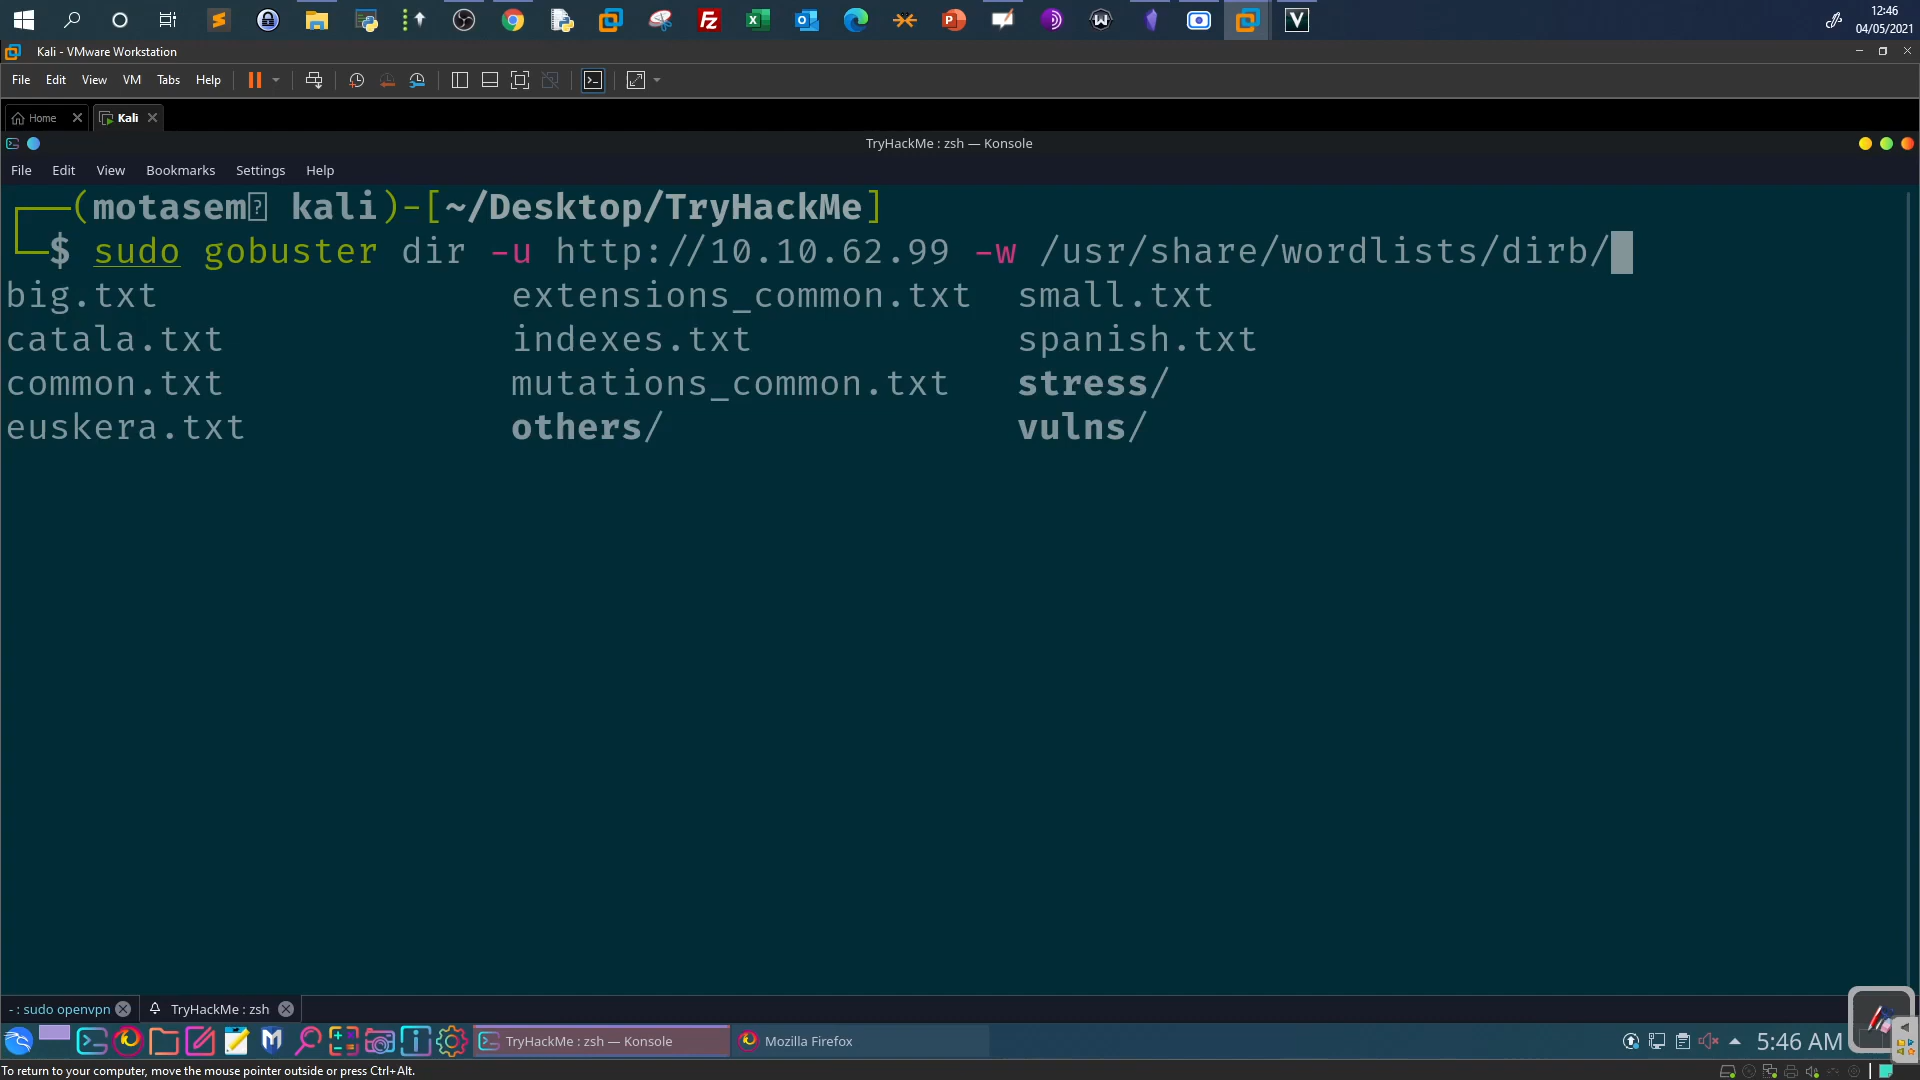 12:46
04/05/2021
Kali - VMware Workstation
File Edit View VM Tabs Help
Home Kali
TryHackMe : zsh — Konsole
File Edit View Bookmarks Settings Help
(motasem kali)-[~/Desktop/TryHackMe]
$ sudo gobuster dir -u http://10.10.62.99 -w /usr/share/wordlists/dirb/
big.txt extensions_common.txt small.txt
catala.txt indexes.txt spanish.txt
common.txt mutations_common.txt stress/
euskera.txt others/ vulns/
- : sudo openvpn TryHackMe : zsh
TryHackMe : zsh — Konsole Mozilla Firefox 5:46 AM
To return to your computer, move the mouse pointer outside or press Ctrl+Alt.